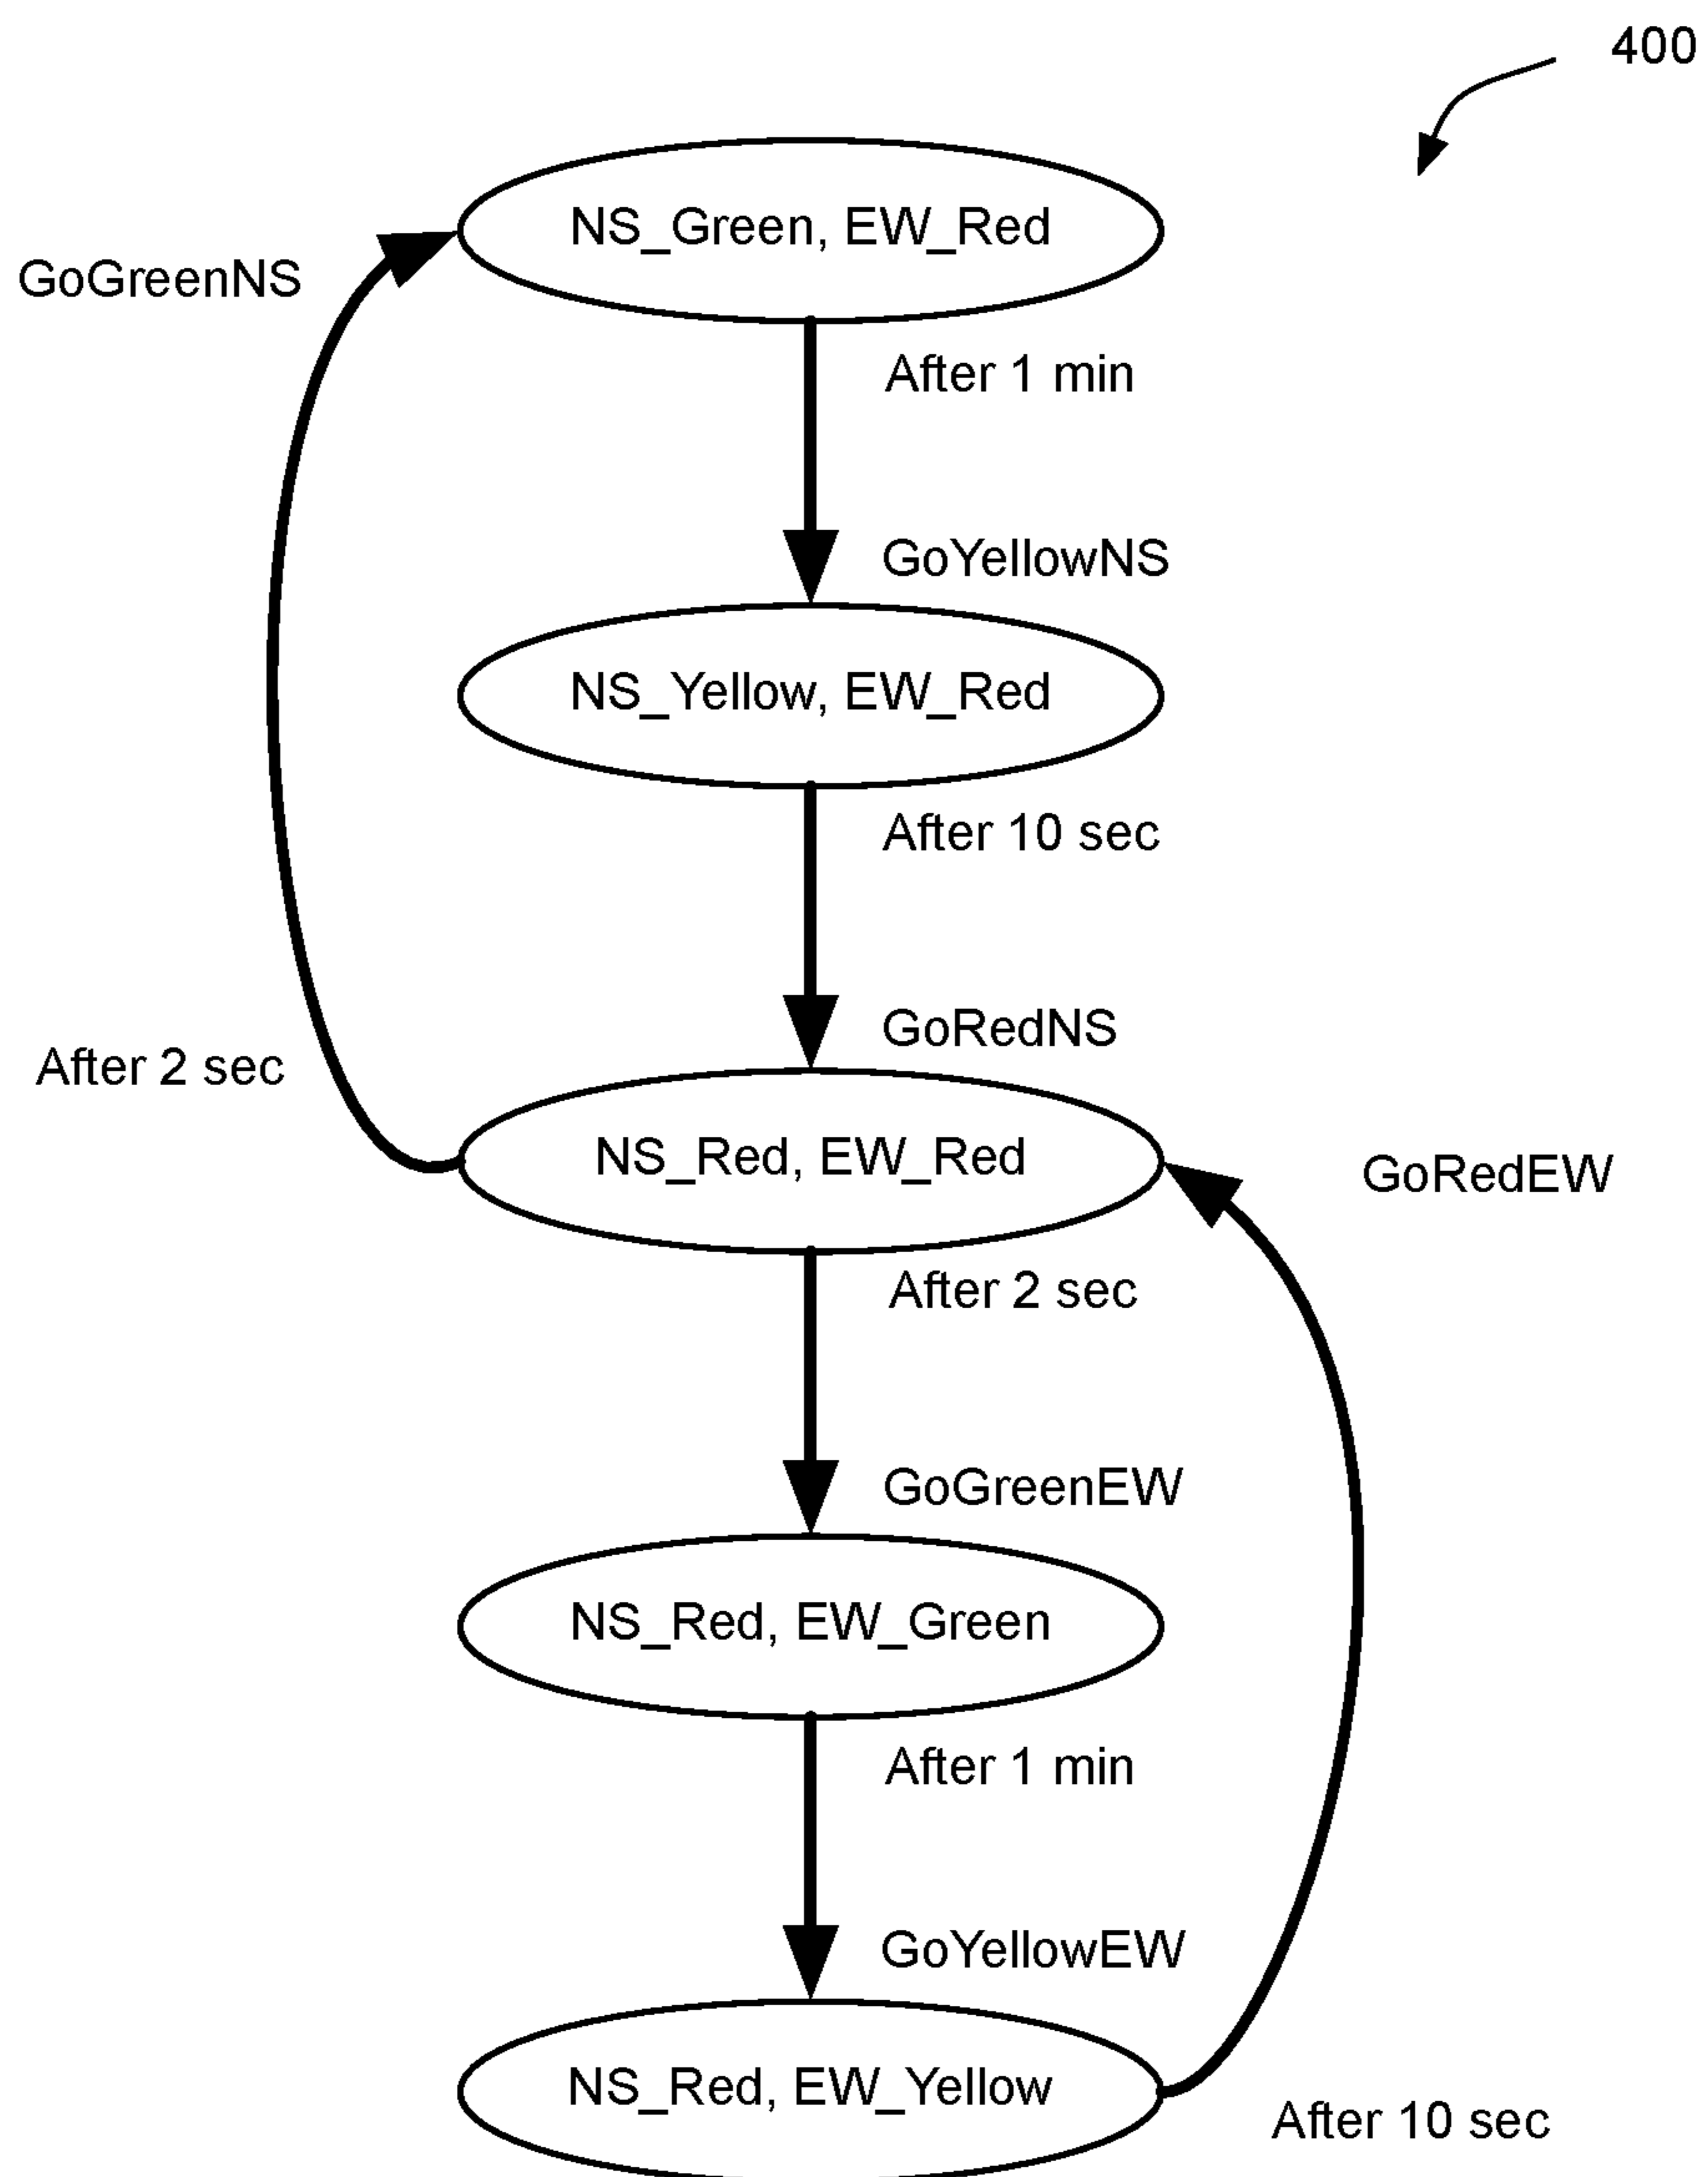 400
NS_Green, EW_Red
GoGreenNS
After 1 min
GoYellowNS
NS_Yellow, EW_Red
After 10 sec
GoRedNS
After 2 sec
NS_Red, EW_Red
GoRedEW
After 2 sec
GoGreenEW
NS_Red, EW_Green
After 1 min
GoYellowEW
NS_Red, EW_Yellow
After 10 sec